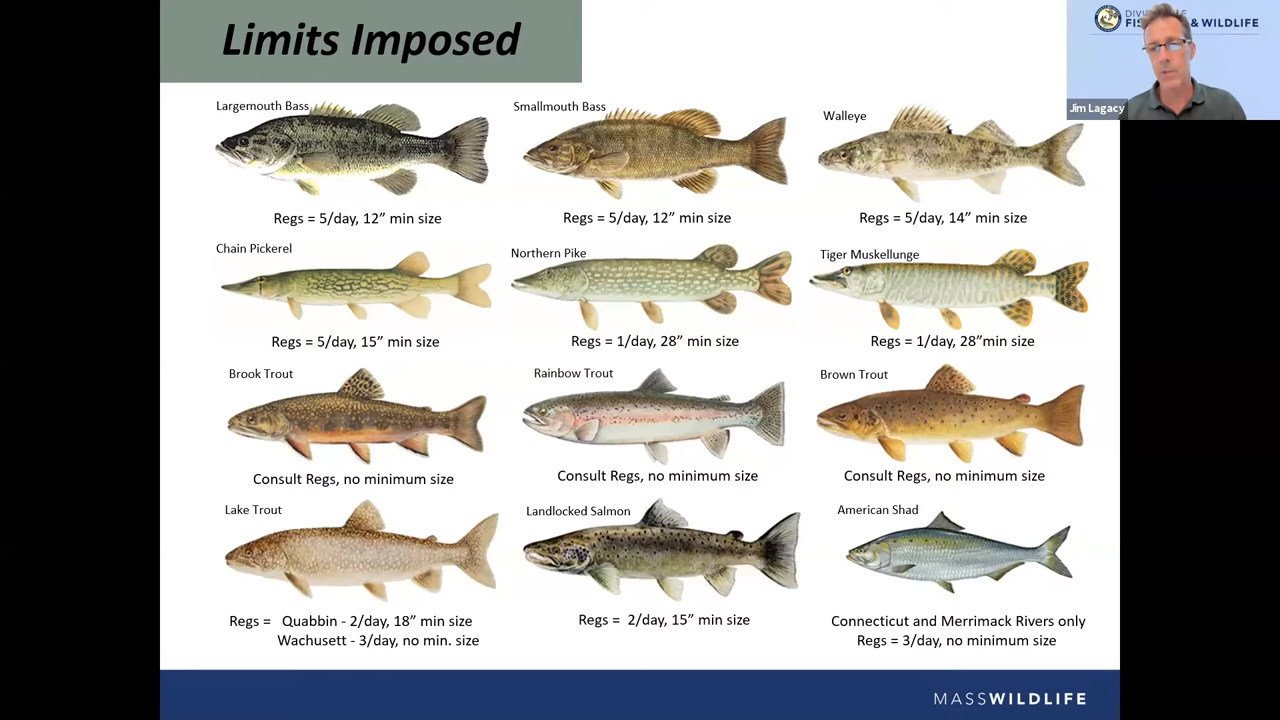 Limits Imposed
DIVISION OF
FISHERIES & WILDLIFE
Jim Lagacy
Largemouth Bass
Smallmouth Bass
Walleye
Regs = 5/day, 12” min size
Regs = 5/day, 12” min size
Regs = 5/day, 14” min size
Chain Pickerel
Northern Pike
Tiger Muskellunge
Regs = 5/day, 15” min size
Regs = 1/day, 28” min size
Regs = 1/day, 28”min size
Brook Trout
Rainbow Trout
Brown Trout
Consult Regs, no minimum size
Consult Regs, no minimum size
Consult Regs, no minimum size
Lake Trout
Landlocked Salmon
American Shad
Regs = Quabbin - 2/day, 18” min size
Wachusett - 3/day, no min. size
Regs = 2/day, 15” min size
Connecticut and Merrimack Rivers only
Regs = 3/day, no minimum size
MASSWILDLIFE